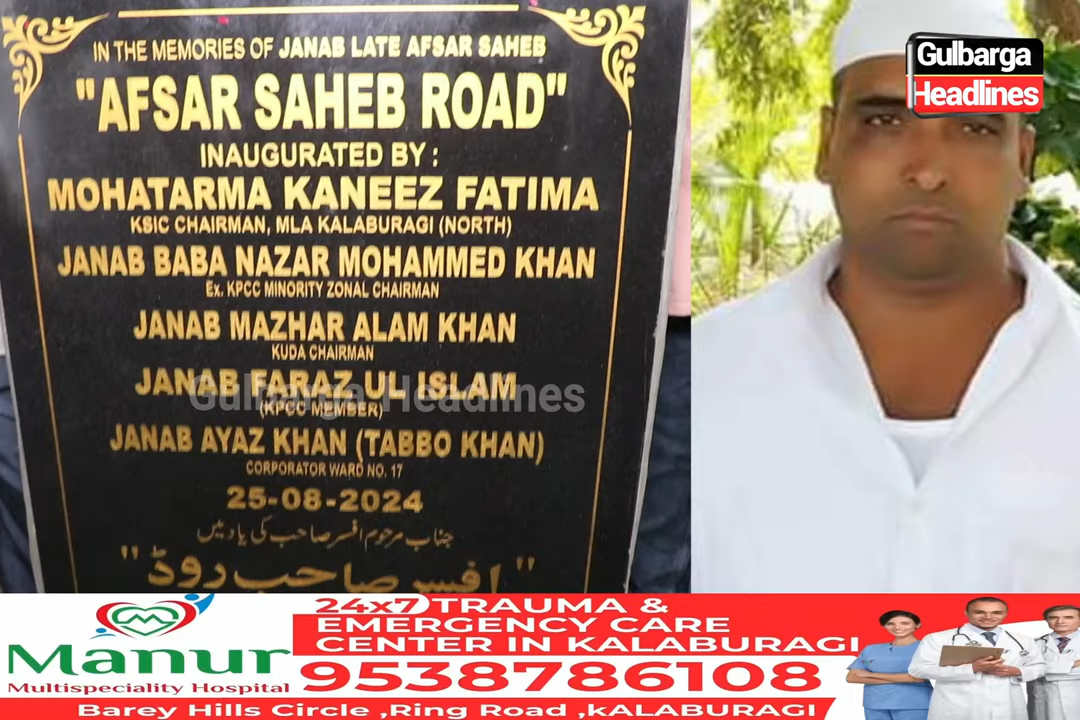 IN THE MEMORIES OF JANAB LATE AFSAR SAHEB
"AFSAR SAHEB ROAD"
INAUGURATED BY :
MOHATARMA KANEEZ FATIMA
KSIC CHAIRMAN, MLA KALABURAGI (NORTH)
JANAB BABA NAZAR MOHAMMED KHAN
Ex. KPCC MINORITY ZONAL CHAIRMAN
JANAB MAZHAR ALAM KHAN
KUDA CHAIRMAN
JANAB FARAZ UL ISLAM
(KPCC MEMBER)
JANAB AYAZ KHAN (TABBO KHAN)
CORPORATOR WARD NO. 17
25-08-2024
جناب مرحوم افسر صاحب کی یاد میں
"افسر صاحب روڈ"
Gulbarga Headlines
Gulbarga
Headlines
Manur
Multispeciality Hospital
24x7 TRAUMA &
EMERGENCY CARE
CENTER IN KALABURAGI
9538786108
Barey Hills Circle ,Ring Road ,kALABURAGI